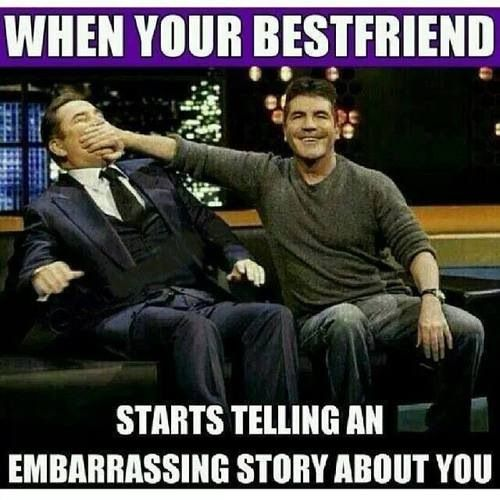 WHEN YOUR BESTFRIEND
STARTS TELLING AN
EMBARRASSING STORY ABOUT YOU